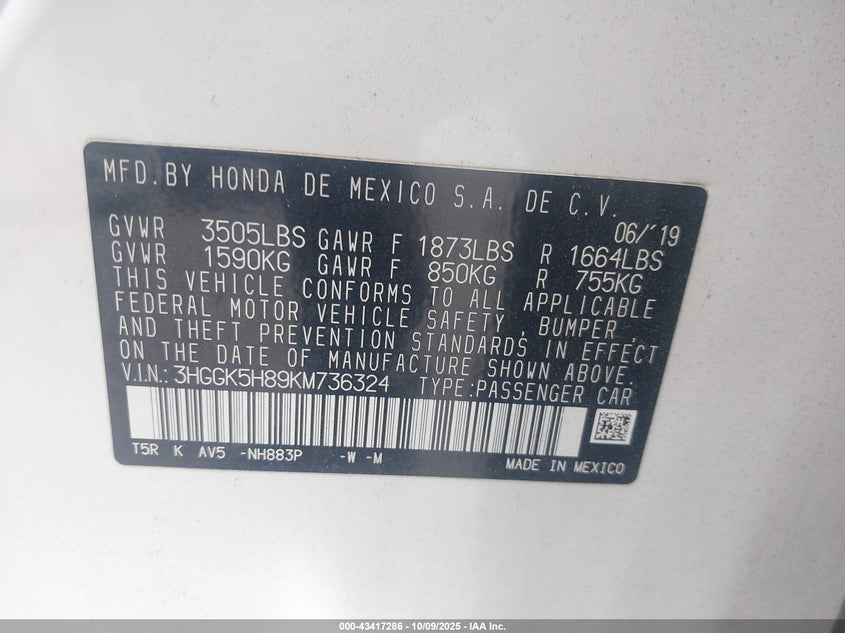 MFD.BY HONDA DE MEXICO S.A. DE C.V.
06/'19
GVWR 3505LBS GAWR F 1873LBS R 1664LBS
GVWR 1590KG GAWR F 850KG R 755KG
THIS VEHICLE CONFORMS TO ALL APPLICABLE
FEDERAL MOTOR VEHICLE SAFETY, BUMPER,
AND THEFT PREVENTION STANDARDS IN EFFECT
ON THE DATE OF MANUFACTURE SHOWN ABOVE.
V.I.N.: 3HGGK5H89KM736324 TYPE:PASSENGER CAR
T5R K AV5 -NH883P -W -M
MADE IN MEXICO
000-43417286 - 10/09/2025 - IAA Inc.